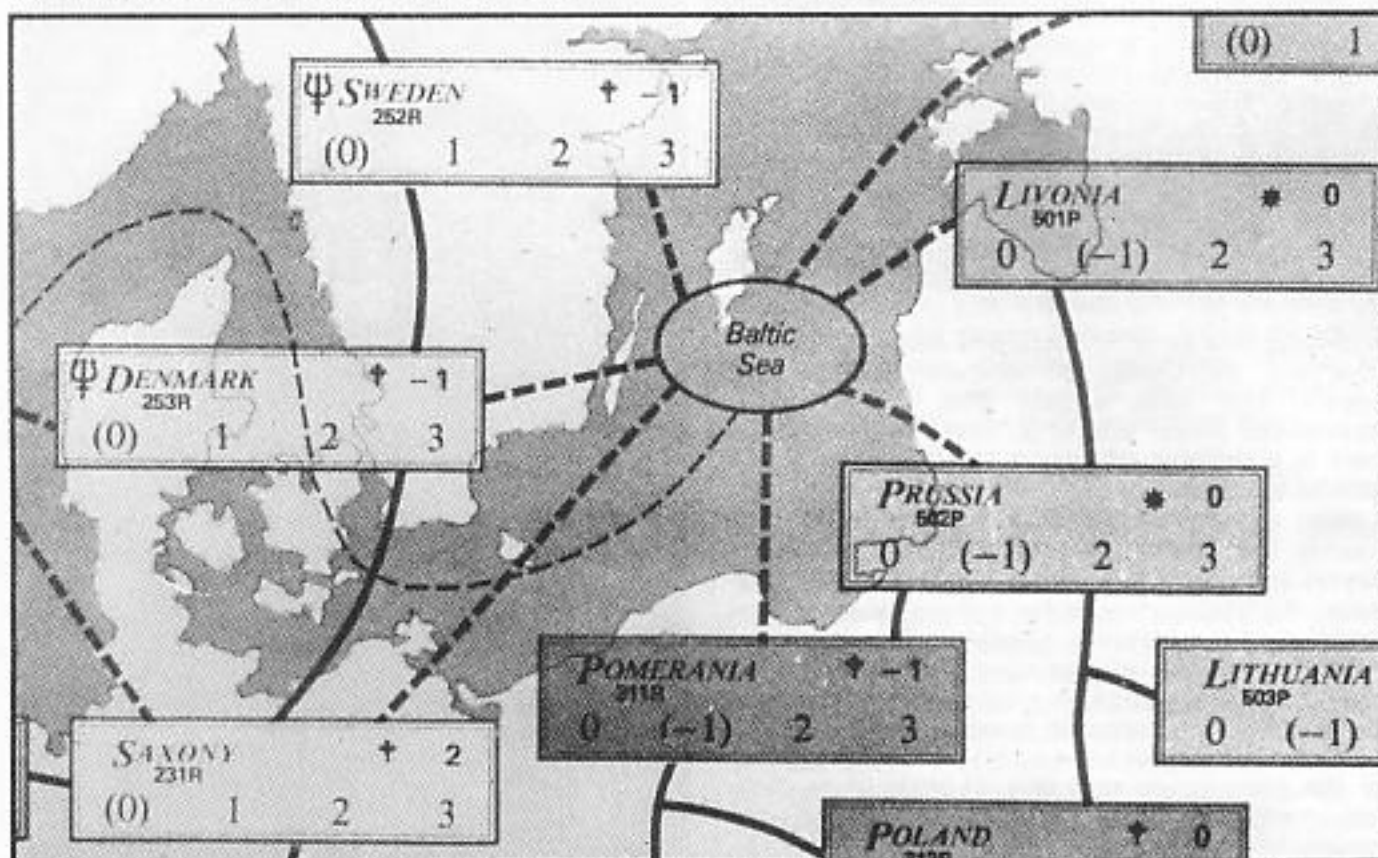 (0) 1
SWEDEN † -1
252R
(0) 1 2 3
LIVONIA * 0
501P
0 (-1) 2 3
Baltic
Sea
DENMARK † -1
253R
(0) 1 2 3
PRUSSIA * 0
502P
0 (-1) 2 3
POMERANIA † -1
311R
0 (-1) 2 3
LITHUANIA
503P
0 (-1)
SAXONY † 2
231R
(0) 1 2 3
POLAND † 0